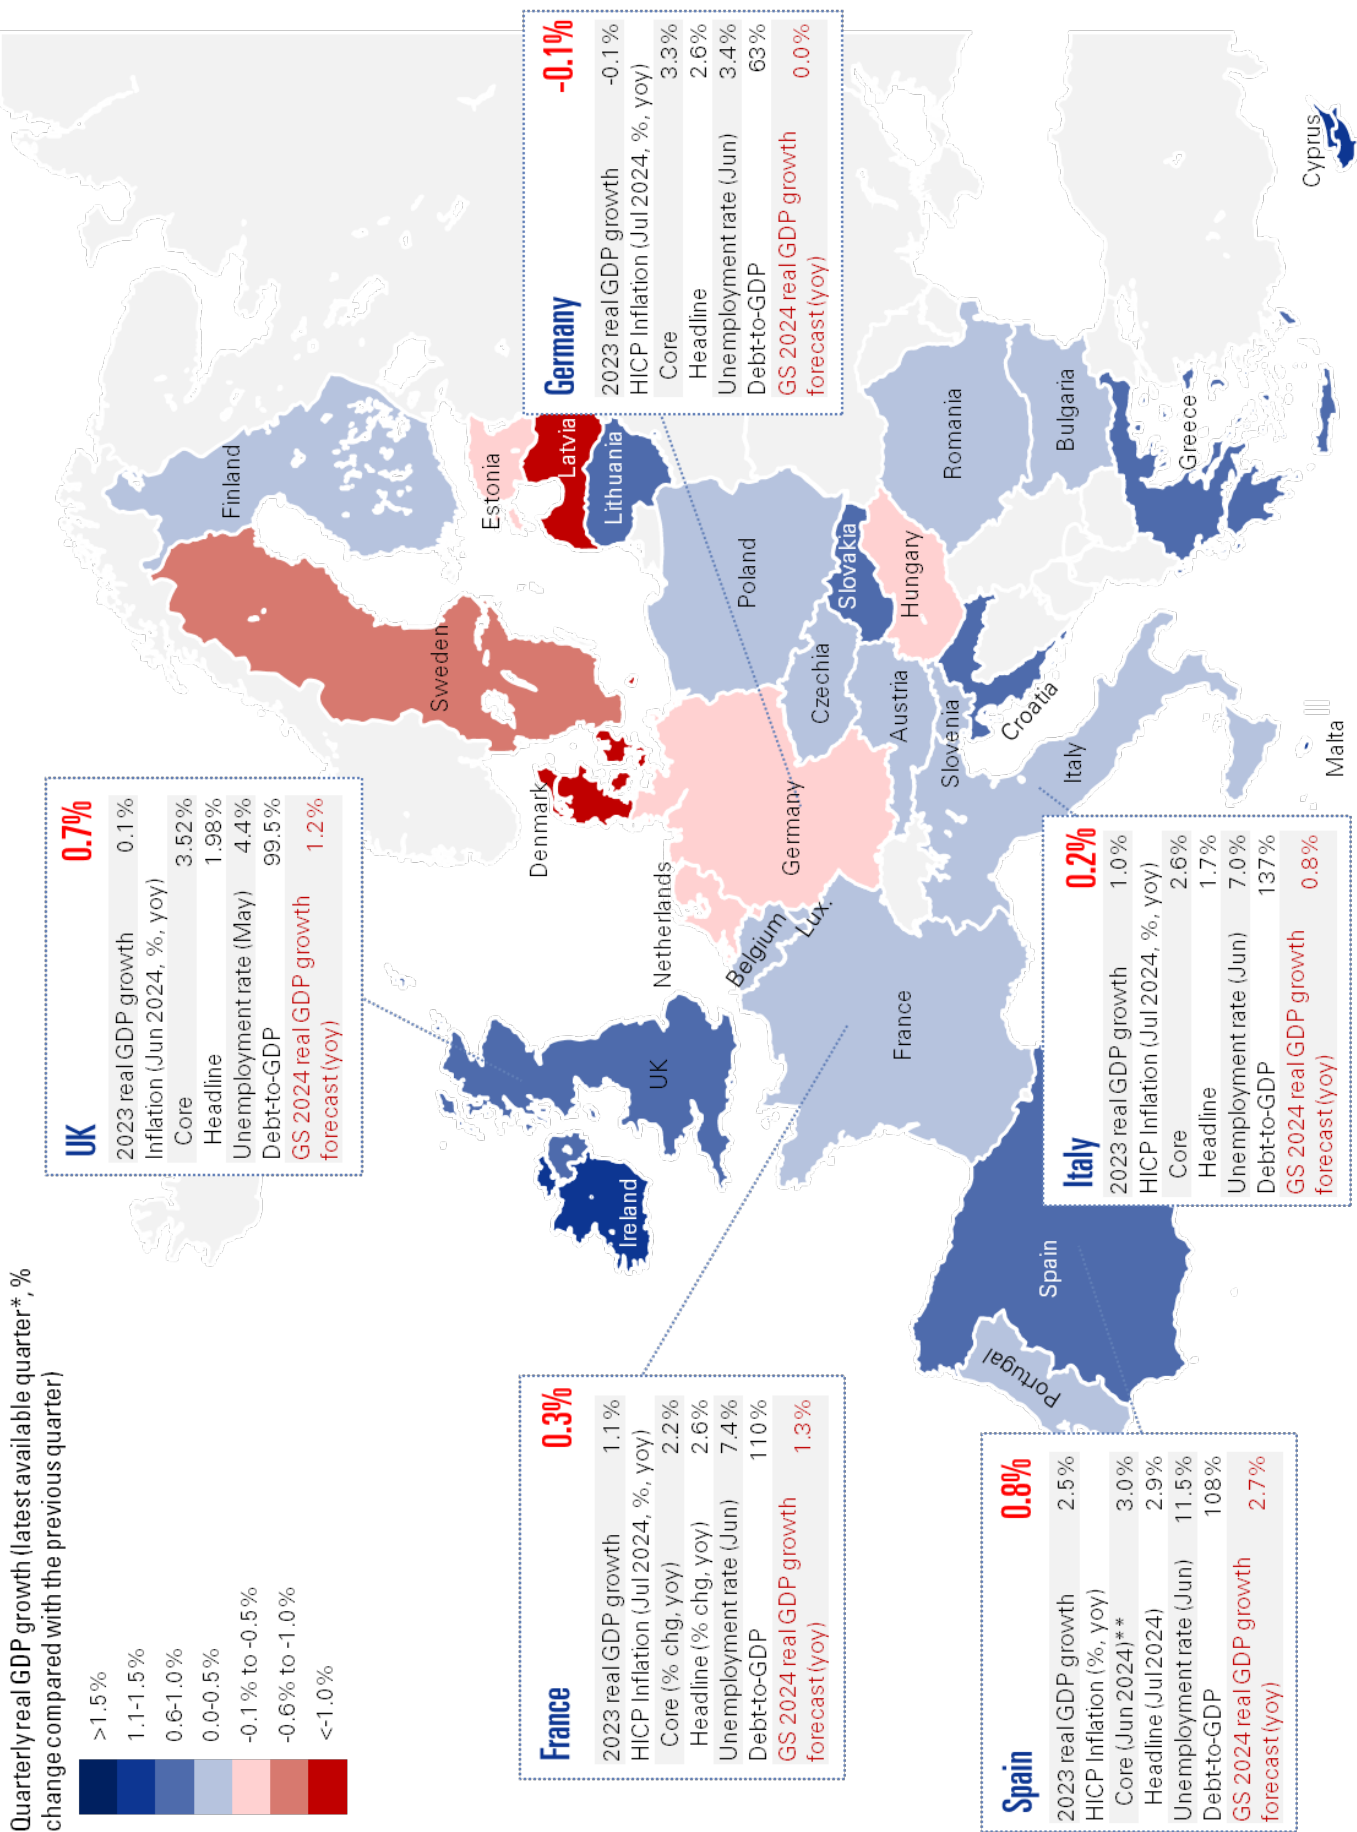 Quarterly real GDP growth (latest available quarter*, %
change compared with the previous quarter)
>1.5%
1.1-1.5%
0.6-1.0%
0.0-0.5%
-0.1% to -0.5%
-0.6% to -1.0%
<-1.0%
UK 0.7%
2023 real GDP growth 0.1%
Inflation (Jun 2024, %, yoy)
Core 3.52%
Headline 1.98%
Unemployment rate (May) 4.4%
Debt-to-GDP 99.5%
GS 2024 real GDP growth
forecast (yoy) 1.2%
France 0.3%
2023 real GDP growth 1.1%
HICP Inflation (Jul 2024, %, yoy)
Core (% chg, yoy) 2.2%
Headline (% chg, yoy) 2.6%
Unemployment rate (Jun) 7.4%
Debt-to-GDP 110%
GS 2024 real GDP growth
forecast (yoy) 1.3%
Germany -0.1%
2023 real GDP growth -0.1%
HICP Inflation (Jul 2024, %, yoy)
Core 3.3%
Headline 2.6%
Unemployment rate (Jun) 3.4%
Debt-to-GDP 63%
GS 2024 real GDP growth
forecast (yoy) 0.0%
Spain 0.8%
2023 real GDP growth 2.5%
HICP Inflation (%, yoy)
Core (Jun 2024)** 3.0%
Headline (Jul 2024) 2.9%
Unemployment rate (Jun) 11.5%
Debt-to-GDP 108%
GS 2024 real GDP growth
forecast (yoy) 2.7%
Italy 0.2%
2023 real GDP growth 1.0%
HICP Inflation (Jul 2024, %, yoy)
Core 2.6%
Headline 1.7%
Unemployment rate (Jun) 7.0%
Debt-to-GDP 137%
GS 2024 real GDP growth
forecast (yoy) 0.8%
Finland
Sweden
Estonia
Latvia
Lithuania
Denmark
Ireland
UK
Netherlands
Belgium
Lux.
Germany
Poland
Czechia
Slovakia
Austria
Hungary
Slovenia
Croatia
Romania
Bulgaria
France
Italy
Spain
Portugal
Greece
Malta
Cyprus